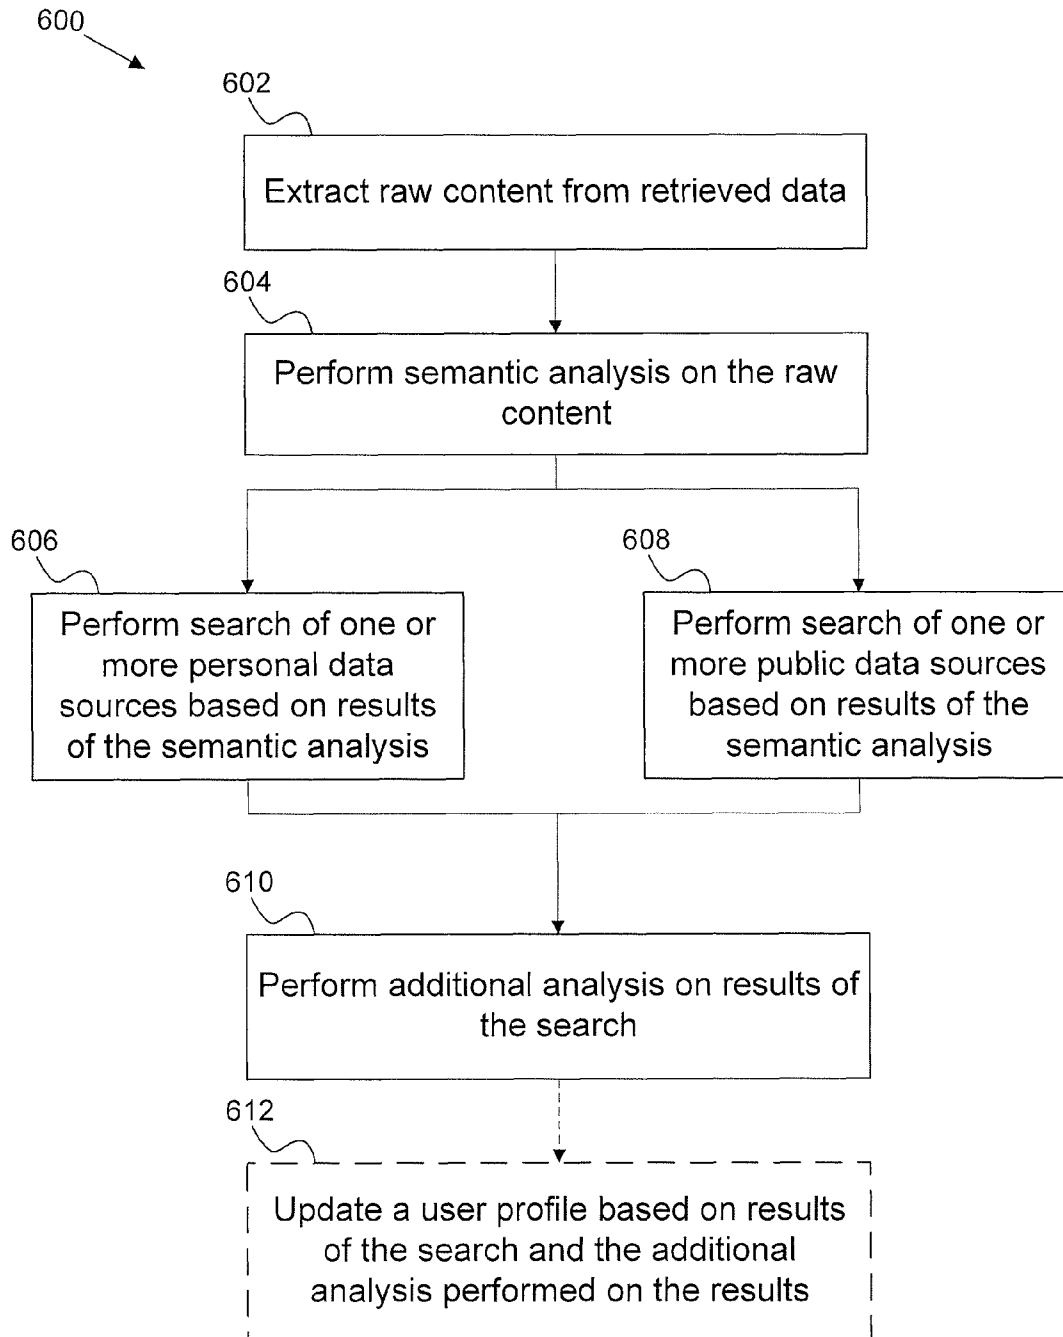 600
602
Extract raw content from retrieved data
604
Perform semantic analysis on the raw
content
606
Perform search of one or
more personal data
sources based on results
of the semantic analysis
608
Perform search of one or
more public data sources
based on results of the
semantic analysis
610
Perform additional analysis on results of
the search
612
Update a user profile based on results
of the search and the additional
analysis performed on the results